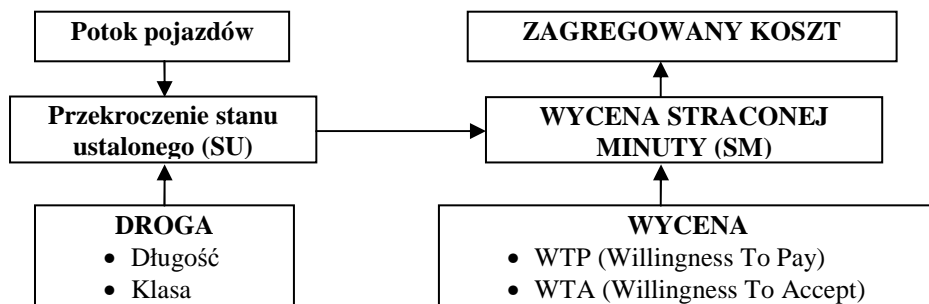 Potok pojazdów
ZAGREGOWANY KOSZT
Przekroczenie stanu
ustalonego (SU)
WYCENA STRACONEJ
MINUTY (SM)
DROGA
• Długość
• Klasa
WYCENA
• WTP (Willingness To Pay)
• WTA (Willingness To Accept)